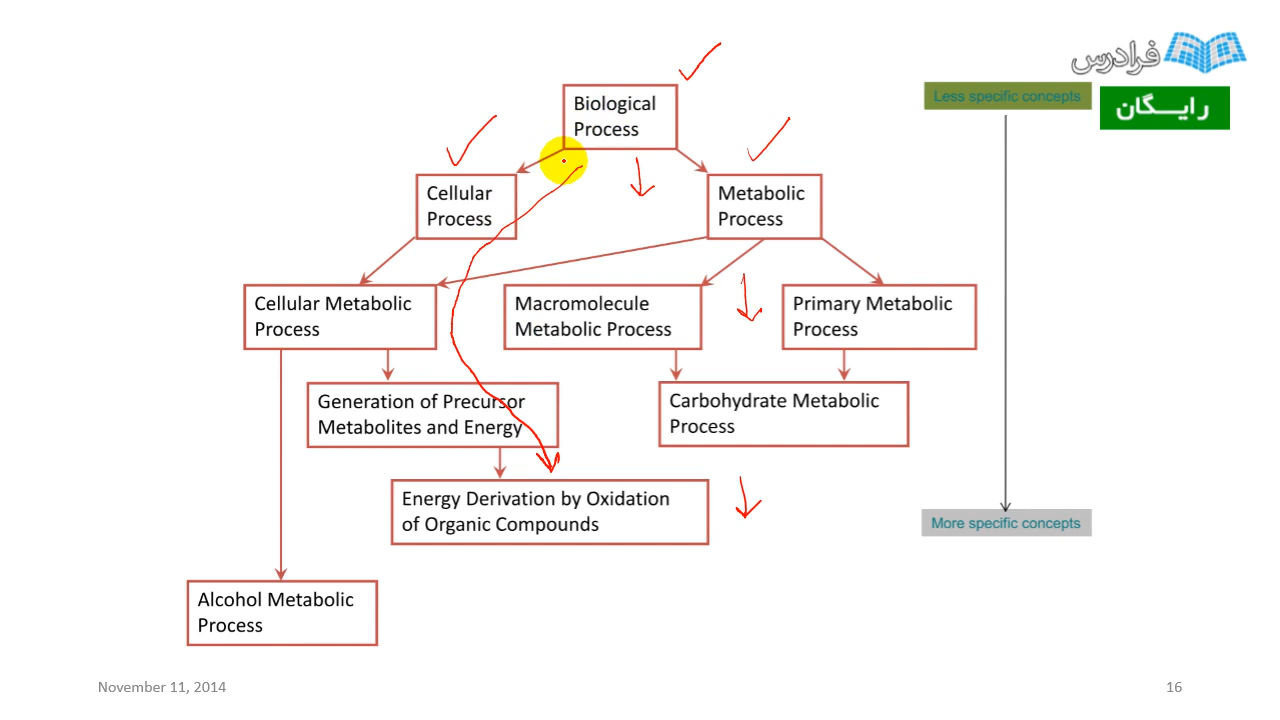 فرادرس
Less specific concepts
رایـــگان
Biological
Process
Cellular
Process
Metabolic
Process
Cellular Metabolic
Process
Macromolecule
Metabolic Process
Primary Metabolic
Process
Generation of Precursor
Metabolites and Energy
Carbohydrate Metabolic
Process
Energy Derivation by Oxidation
of Organic Compounds
More specific concepts
Alcohol Metabolic
Process
November 11, 2014
16